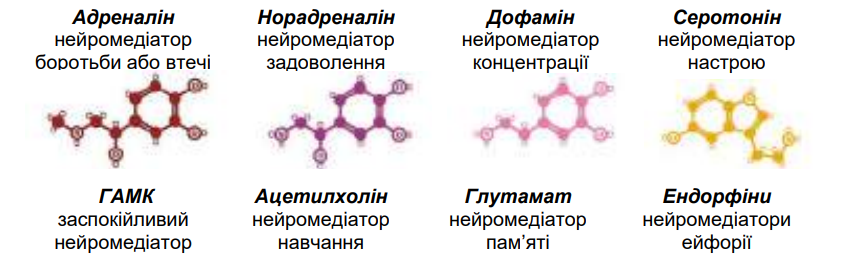 Адреналін
нейромедіатор
боротьби або втечі
Норадреналін
нейромедіатор
задоволення
Дофамін
нейромедіатор
концентрації
Серотонін
нейромедіатор
настрою
ГАМК
заспокійливий
нейромедіатор
Ацетилхолін
нейромедіатор
навчання
Глутамат
нейромедіатор
пам’яті
Ендорфіни
нейромедіатори
ейфорії